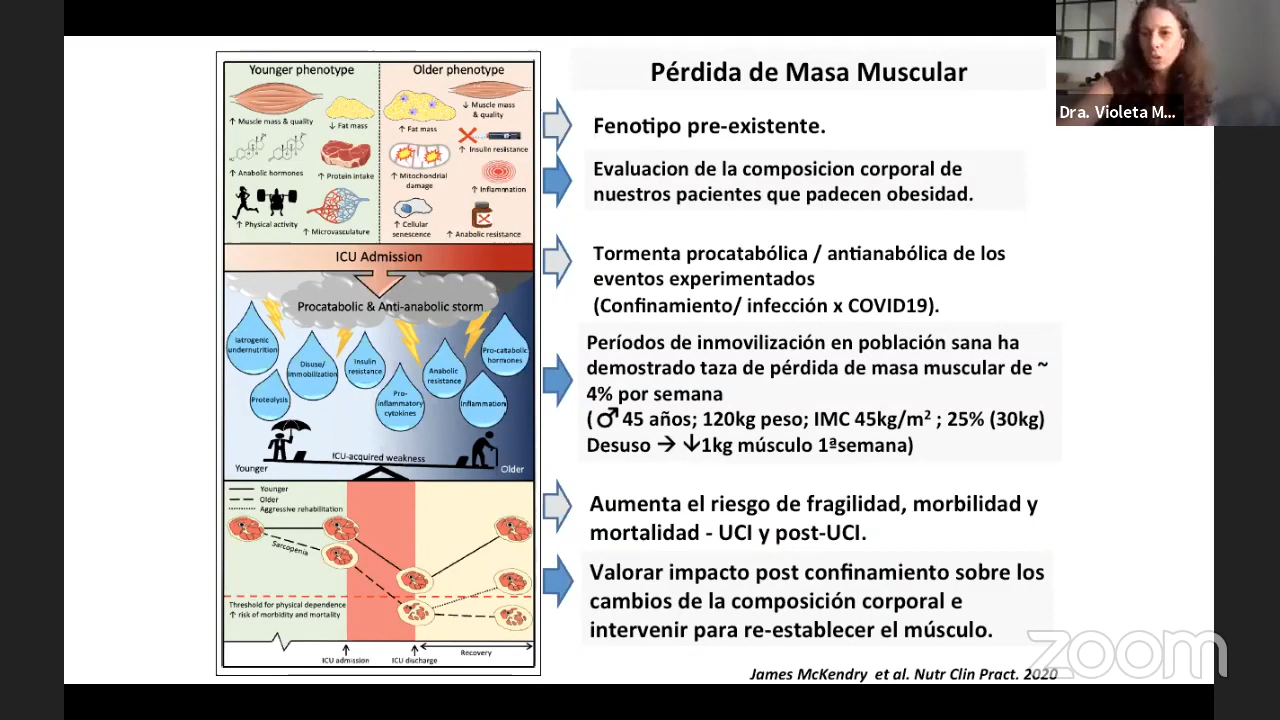 Younger phenotype
Older phenotype
↑ Muscle mass & quality
↓ Fat mass
↑ Fat mass
↓ Muscle mass
& quality
↑ Insulin resistance
↑ Anabolic hormones
↑ Protein intake
↑ Mitochondrial
damage
↑ Inflammation
↑ Physical activity
↑ Microvasculature
↑ Cellular
senescence
↑ Anabolic resistance
ICU Admission
Procatabolic & Anti-anabolic storm
Iatrogenic
undernutrition
Proteolysis
Disuse/
immobilization
Insulin
resistance
Pro-
inflammatory
cytokines
Anabolic
resistance
Inflammation
Pro-catabolic
hormones
ICU-acquired weakness
Younger
Older
Younger
Older
Aggressive rehabilitation
Sarcopenia
Threshold for physical dependence
↑ risk of morbidity and mortality
Recovery
ICU admission
ICU discharge
Pérdida de Masa Muscular
Fenotipo pre-existente.
Evaluacion de la composicion corporal de
nuestros pacientes que padecen obesidad.
Tormenta procatabólica / antianabólica de los
eventos experimentados
(Confinamiento/ infección x COVID19).
Períodos de inmovilización en población sana ha
demostrado taza de pérdida de masa muscular de ~
4% por semana
( ♂ 45 años; 120kg peso; IMC 45kg/m² ; 25% (30kg)
Desuso → ↓1kg músculo 1ªsemana)
Aumenta el riesgo de fragilidad, morbilidad y
mortalidad - UCI y post-UCI.
Valorar impacto post confinamiento sobre los
cambios de la composición corporal e
intervenir para re-establecer el músculo.
James McKendry et al. Nutr Clin Pract. 2020
Dra. Violeta M...
zoom